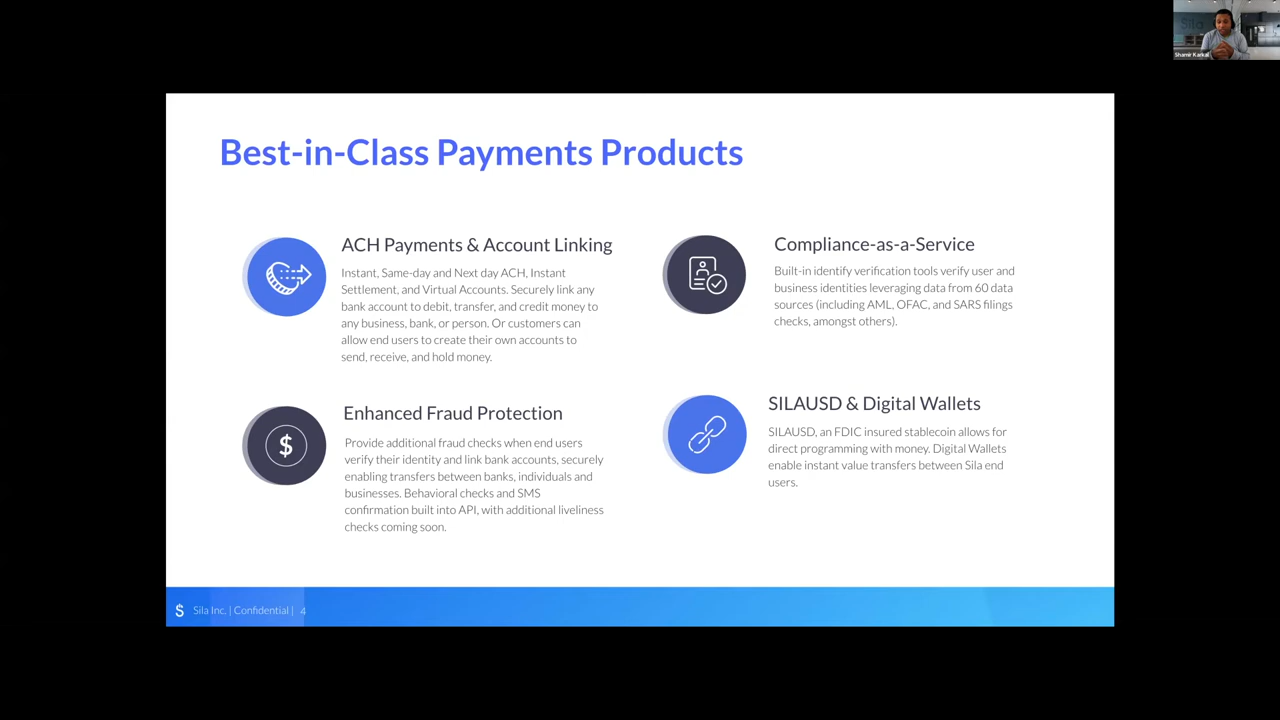 Best-in-Class Payments Products
ACH Payments & Account Linking
Instant, Same-day and Next day ACH, Instant
Settlement, and Virtual Accounts. Securely link any
bank account to debit, transfer, and credit money to
any business, bank, or person. Or customers can
allow end users to create their own accounts to
send, receive, and hold money.
Compliance-as-a-Service
Built-in identify verification tools verify user and
business identities leveraging data from 60 data
sources (including AML, OFAC, and SARS filings
checks, amongst others).
Enhanced Fraud Protection
Provide additional fraud checks when end users
verify their identity and link bank accounts, securely
enabling transfers between banks, individuals and
businesses. Behavioral checks and SMS
confirmation built into API, with additional liveliness
checks coming soon.
SILAUSD & Digital Wallets
SILAUSD, an FDIC insured stablecoin allows for
direct programming with money. Digital Wallets
enable instant value transfers between Sila end
users.
$ Sila Inc. | Confidential | 4
Sila
Shamir Karkal